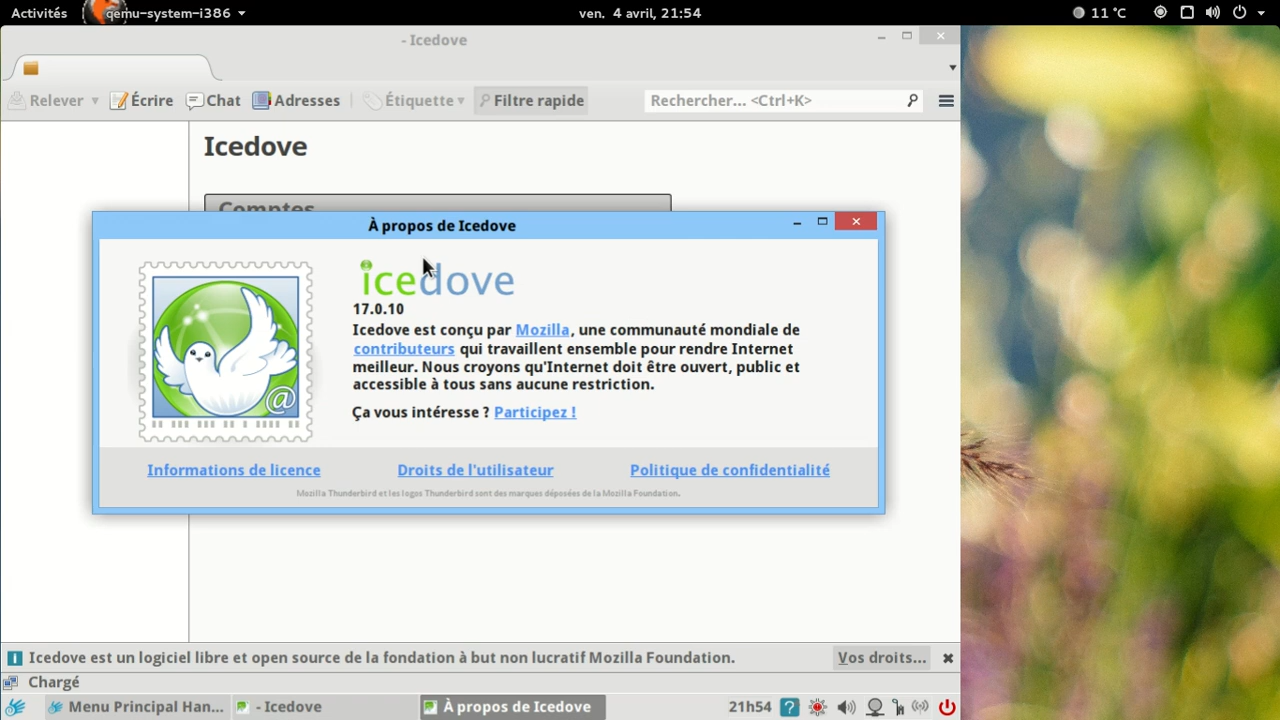 Activités qemu-system-i386 ven. 4 avril, 21:54 11 °C
- Icedove
Relever Écrire Chat Adresses Étiquette Filtre rapide Rechercher... <Ctrl+K>
Icedove
Comptes
À propos de Icedove
icedove
17.0.10
Icedove est conçu par Mozilla, une communauté mondiale de
contributeurs qui travaillent ensemble pour rendre Internet
meilleur. Nous croyons qu'Internet doit être ouvert, public et
accessible à tous sans aucune restriction.
Ça vous intéresse ? Participez !
@
Informations de licence Droits de l'utilisateur Politique de confidentialité
Mozilla Thunderbird et les logos Thunderbird sont des marques déposées de la Mozilla Foundation.
Icedove est un logiciel libre et open source de la fondation à but non lucratif Mozilla Foundation. Vos droits...
Chargé
Menu Principal Han... - Icedove À propos de Icedove 21h54